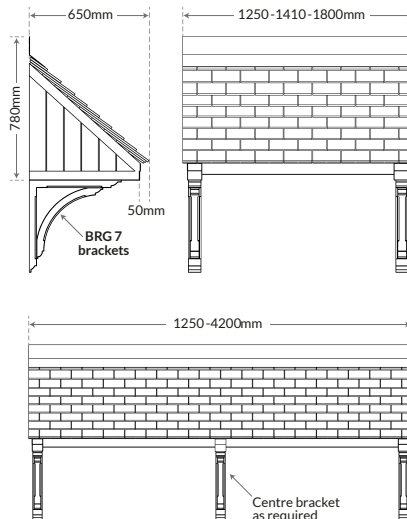 650mm
1250-1410-1800mm
780mm
50mm
BRG 7
brackets
1250-4200mm
Centre bracket
as required